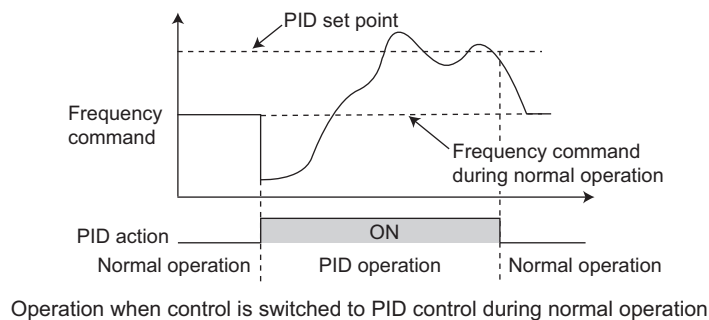 PID set point
Frequency
command
Frequency command
during normal operation
PID action
ON
Normal operation
PID operation
Normal operation
Operation when control is switched to PID control during normal operation